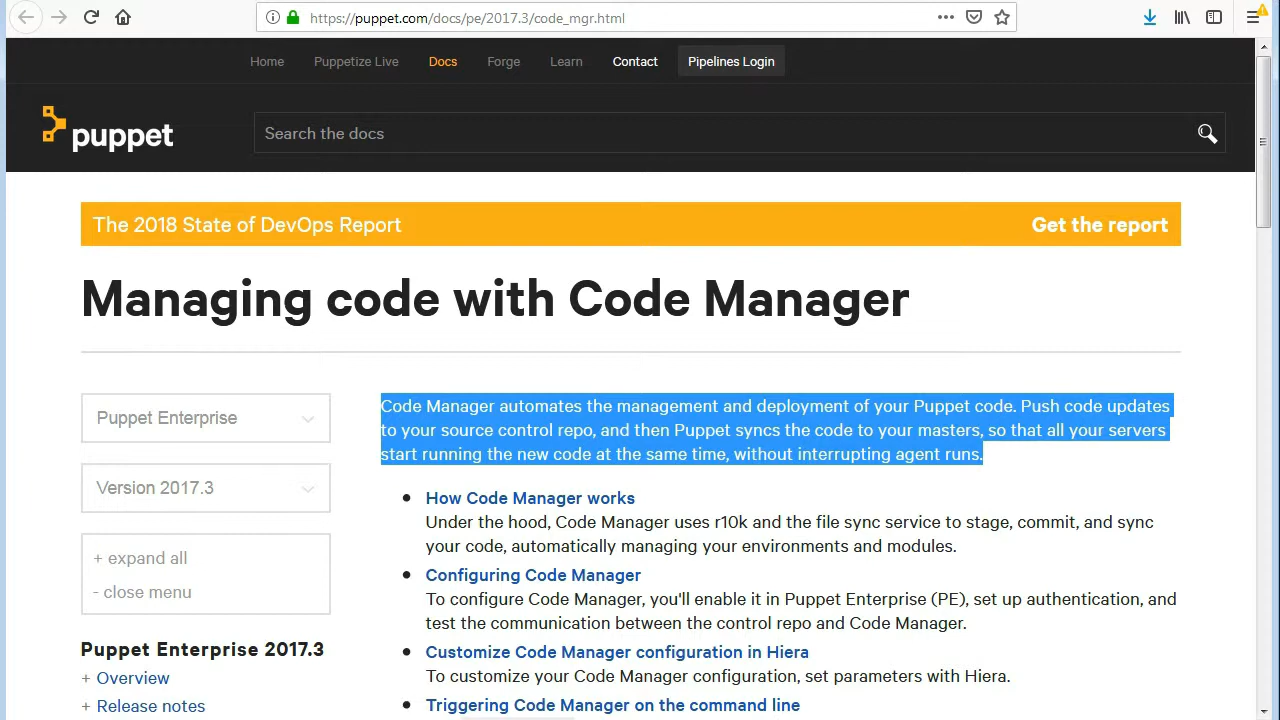 https://puppet.com/docs/pe/2017.3/code_mgr.html
Home Puppetize Live Docs Forge Learn Contact Pipelines Login
puppet
Search the docs
The 2018 State of DevOps Report Get the report
Managing code with Code Manager
Puppet Enterprise
Version 2017.3
+ expand all
- close menu
Puppet Enterprise 2017.3
+ Overview
+ Release notes
Code Manager automates the management and deployment of your Puppet code. Push code updates
to your source control repo, and then Puppet syncs the code to your masters, so that all your servers
start running the new code at the same time, without interrupting agent runs.
• How Code Manager works
Under the hood, Code Manager uses r10k and the file sync service to stage, commit, and sync
your code, automatically managing your environments and modules.
• Configuring Code Manager
To configure Code Manager, you'll enable it in Puppet Enterprise (PE), set up authentication, and
test the communication between the control repo and Code Manager.
• Customize Code Manager configuration in Hiera
To customize your Code Manager configuration, set parameters with Hiera.
• Triggering Code Manager on the command line